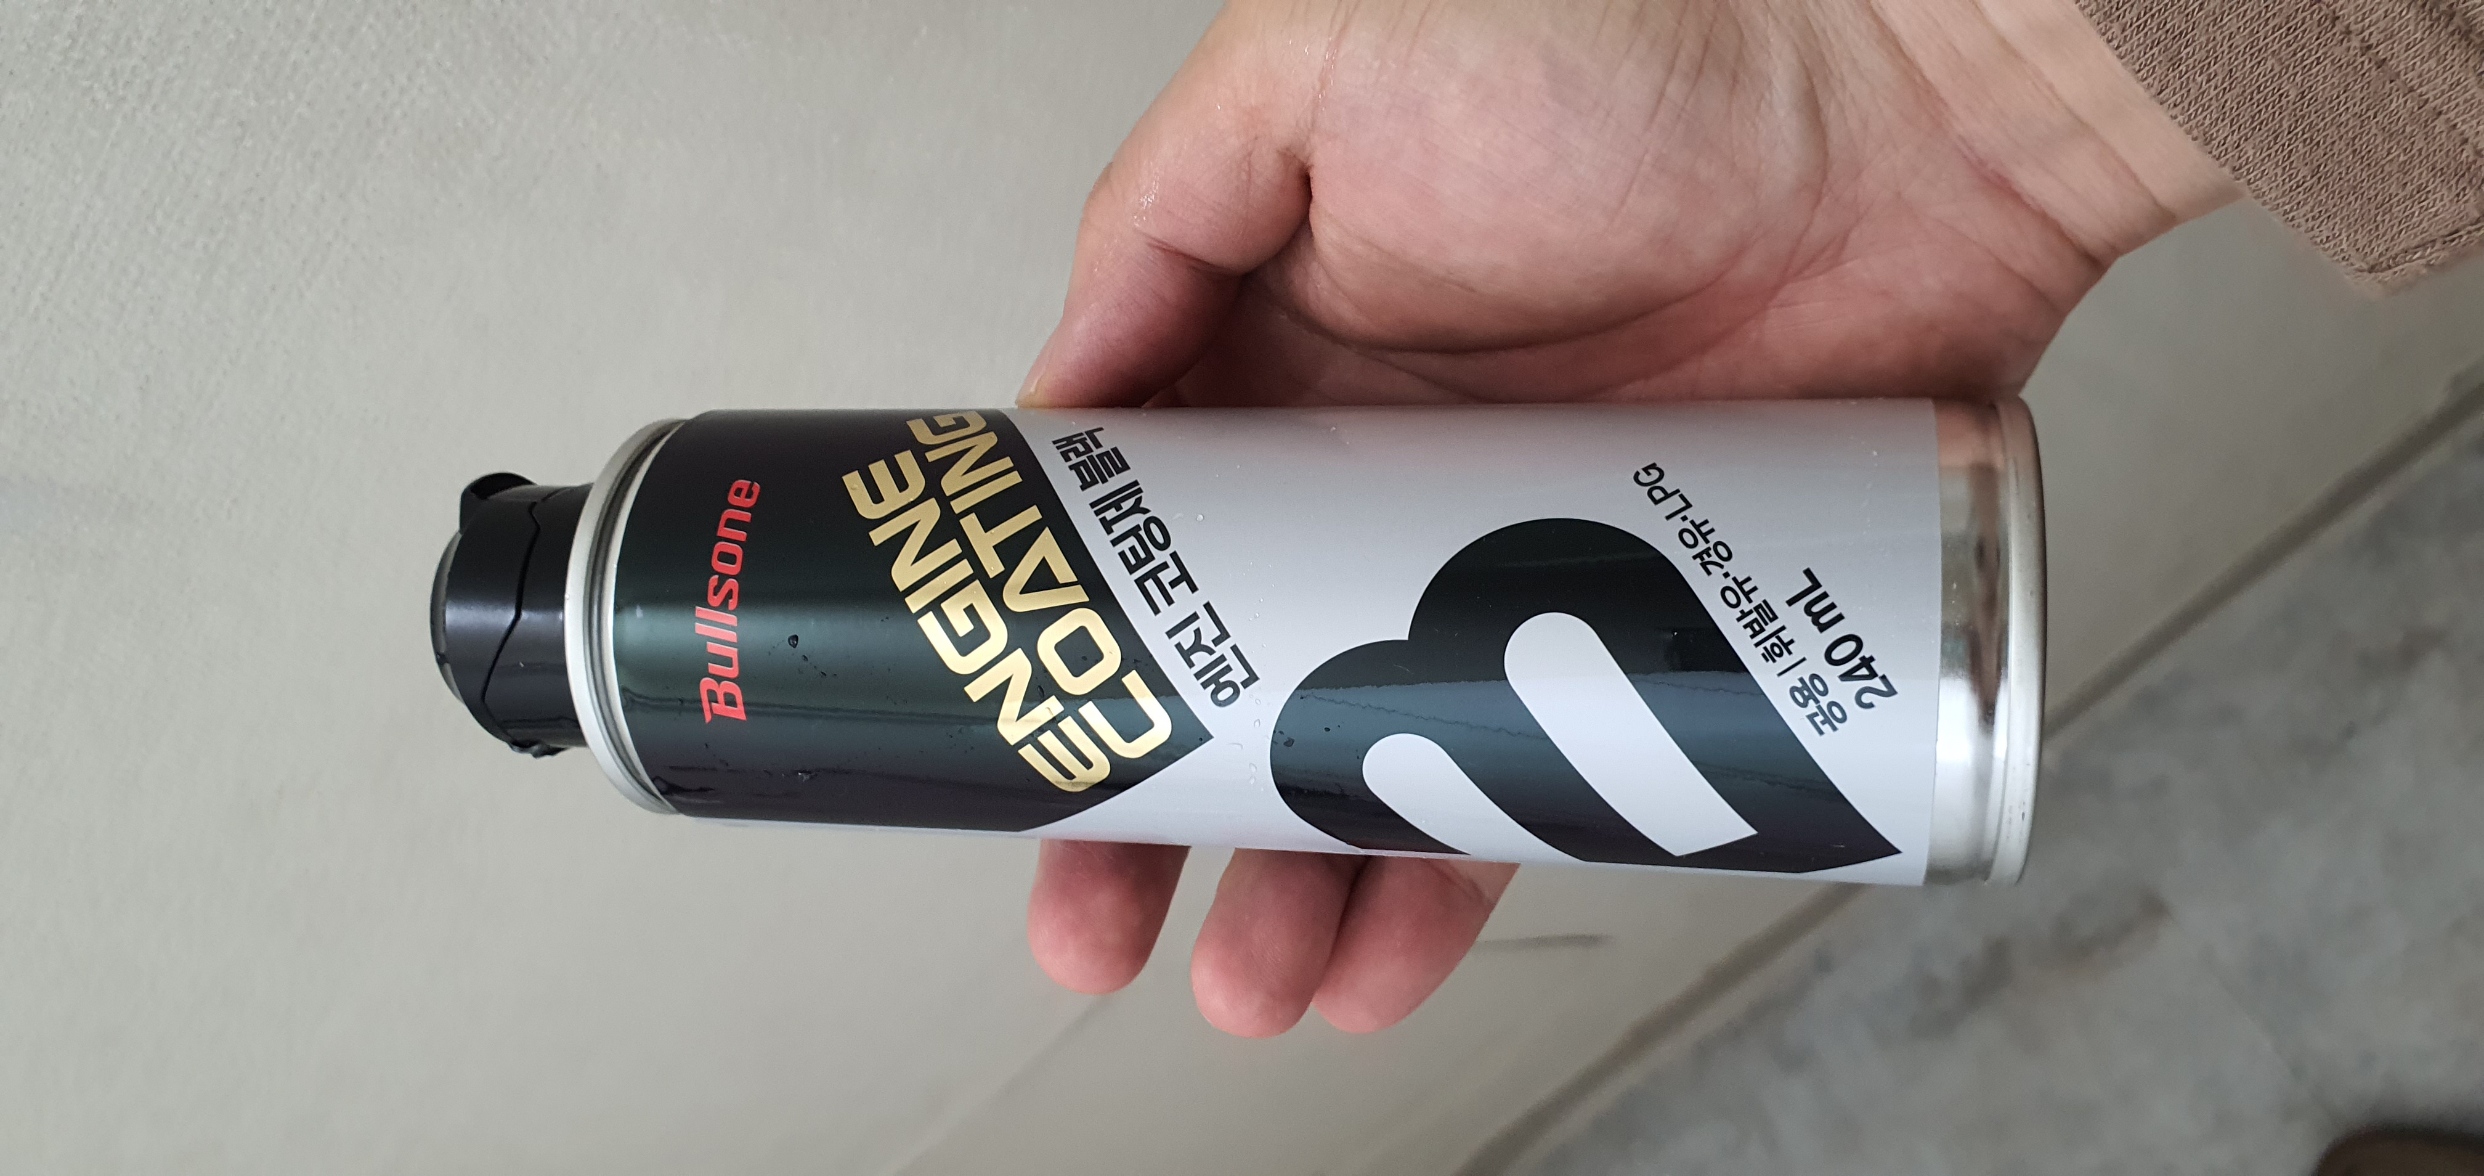 Bullsone
ENGINE
COATING
엔진 코팅제 블랙
공용 | 휘발유·경유·LPG
240 mL